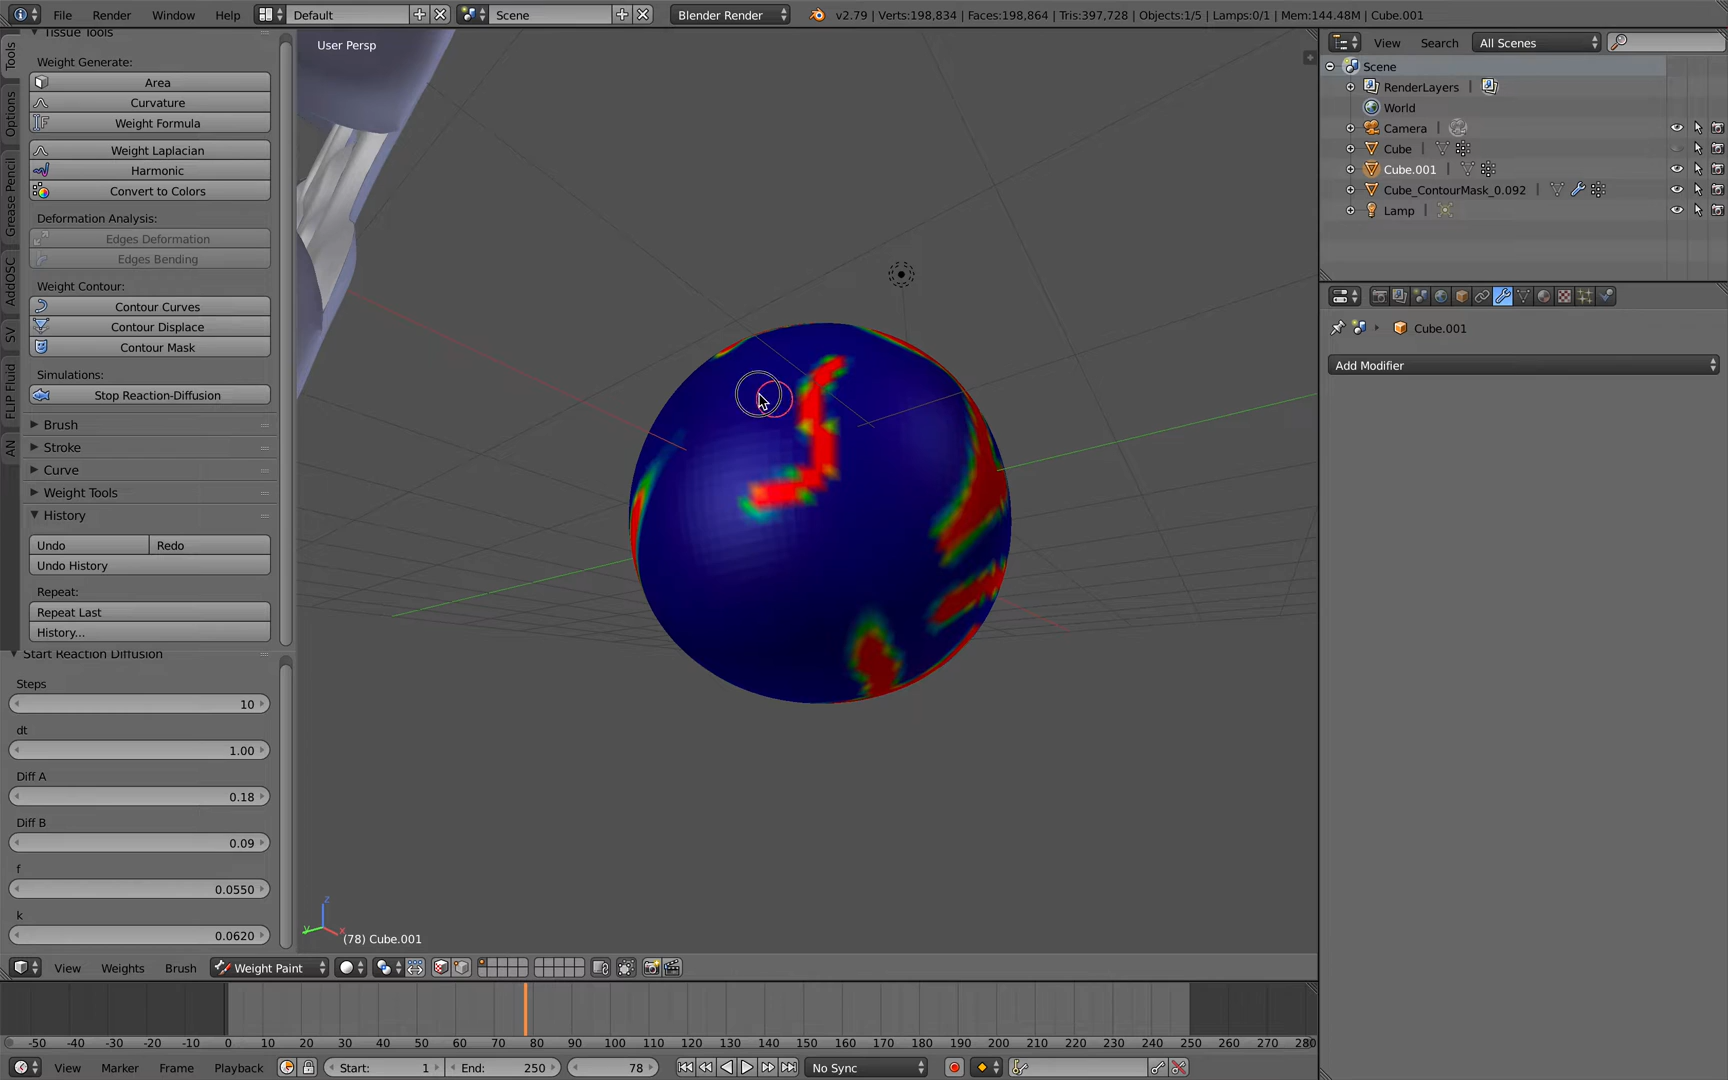 File Render Window Help Default Scene Blender Render v2.79 | Verts:198,834 | Faces:198,864 | Tris:397,728 | Objects:1/5 | Lamps:0/1 | Mem:144.48M | Cube.001
Tools
Options
Grease Pencil
AddOSC
SV
FLIP Fluid
AN
Tissue Tools
Weight Generate:
Area
Curvature
Weight Formula
Weight Laplacian
Harmonic
Convert to Colors
Deformation Analysis:
Edges Deformation
Edges Bending
Weight Contour:
Contour Curves
Contour Displace
Contour Mask
Simulations:
Stop Reaction-Diffusion
Brush
Stroke
Curve
Weight Tools
History
Undo Redo
Undo History
Repeat:
Repeat Last
History...
Start Reaction Diffusion
Steps
10
dt
1.00
Diff A
0.18
Diff B
0.09
f
0.0550
k
0.0620
User Persp
z
y x
(78) Cube.001
View Weights Brush Weight Paint
-50 -40 -30 -20 -10 0 10 20 30 40 50 60 70 80 90 100 110 120 130 140 150 160 170 180 190 200 210 220 230 240 250 260 270 280
View Marker Frame Playback Start: 1 End: 250 78 No Sync
View Search All Scenes
Scene
RenderLayers |
World
Camera |
Cube |
Cube.001 |
Cube_ContourMask_0.092 |
Lamp |
Cube.001
Add Modifier